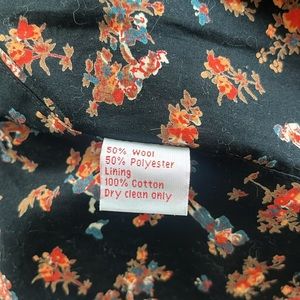 50% Wool
50% Polyester
Lining
100% Cotton
Dry clean only